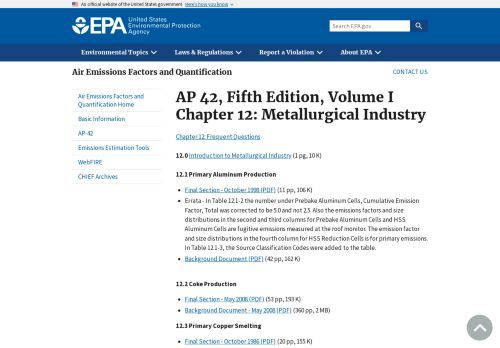 An official website of the United States government Here's how you know
EPA United States
Environmental Protection
Agency
Search EPA.gov
Environmental Topics Laws & Regulations Report a Violation About EPA
Air Emissions Factors and Quantification
CONTACT US
Air Emissions Factors and
Quantification Home
Basic Information
AP-42
Emissions Estimation Tools
WebFIRE
CHIEF Archives
AP 42, Fifth Edition, Volume I
Chapter 12: Metallurgical Industry
Chapter 12: Frequent Questions
12.0 Introduction to Metallurgical Industry (1 pg, 10 K)
12.1 Primary Aluminum Production
Final Section - October 1998 (PDF) (11 pp, 106 K)
Errata - In Table 12.1-2 the number under Prebake Aluminum Cells, Cumulative Emission
Factor, Total was corrected to be 5.0 and not 2.5. Also the emissions factors and size
distributions in the second and third columns for Prebake Aluminum Cells and HSS
Aluminum Cells are fugitive emissions measured at the roof monitor. The emission factor
and size distributions in the fourth column for HSS Reduction Cells is for primary emissions.
In Table 12.1-3, the Source Classification Codes were added to the table.
Background Document (PDF) (42 pp, 162 K)
12.2 Coke Production
Final Section - May 2008 (PDF) (53 pp, 193 K)
Background Document - May 2008 (PDF) (360 pp, 2 MB)
12.3 Primary Copper Smelting
Final Section - October 1986 (PDF) (20 pp, 155 K)